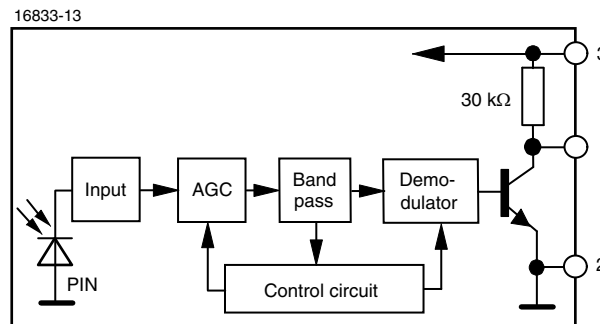 16833-13
3
30 kΩ
Input
AGC
Band
pass
Demo-
dulator
2
PIN
Control circuit